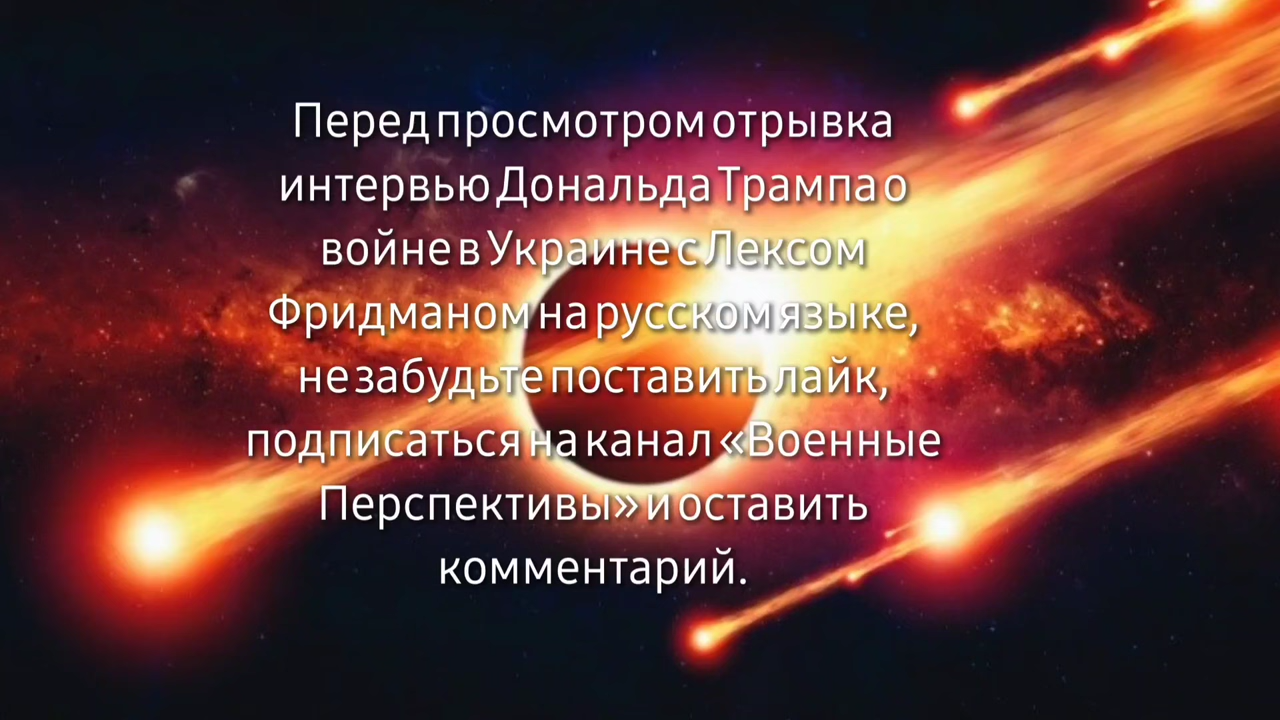 Перед просмотром отрывка
интервью Дональда Трампа о
войне в Украине с Лексом
Фридманом на русском языке,
не забудьте поставить лайк,
подписаться на канал «Военные
Перспективы» и оставить
комментарий.